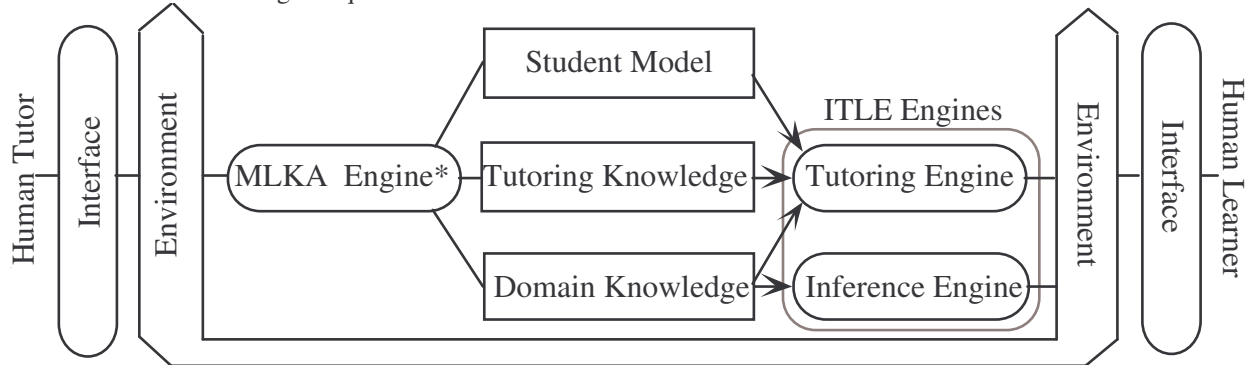 Human Tutor
Interface
Environment
MLKA Engine*
Student Model
Tutoring Knowledge
Domain Knowledge
ITLE Engines
Tutoring Engine
Inference Engine
Environment
Interface
Human Learner